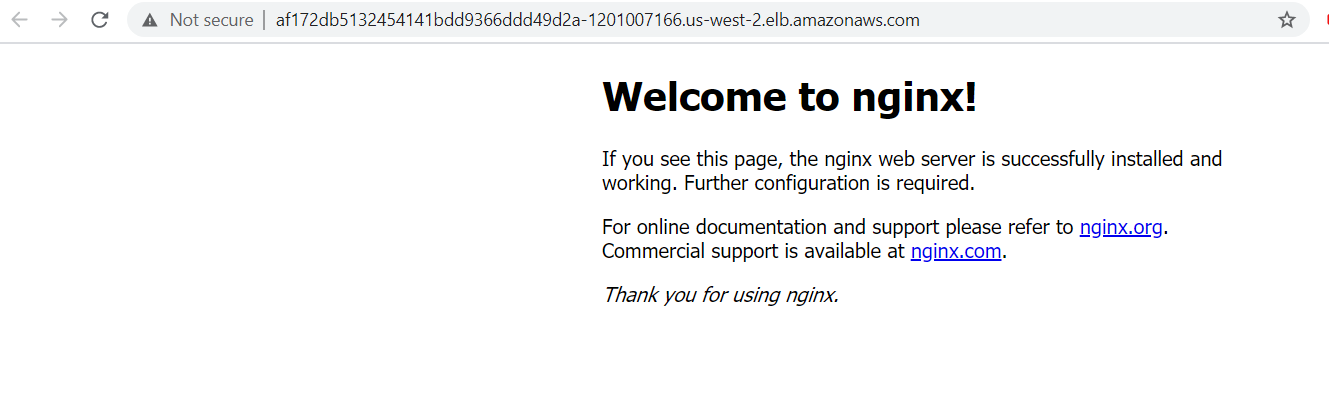 Not secure | af172db5132454141bdd9366ddd49d2a-1201007166.us-west-2.elb.amazonaws.com
Welcome to nginx!
If you see this page, the nginx web server is successfully installed and
working. Further configuration is required.
For online documentation and support please refer to nginx.org.
Commercial support is available at nginx.com.
Thank you for using nginx.